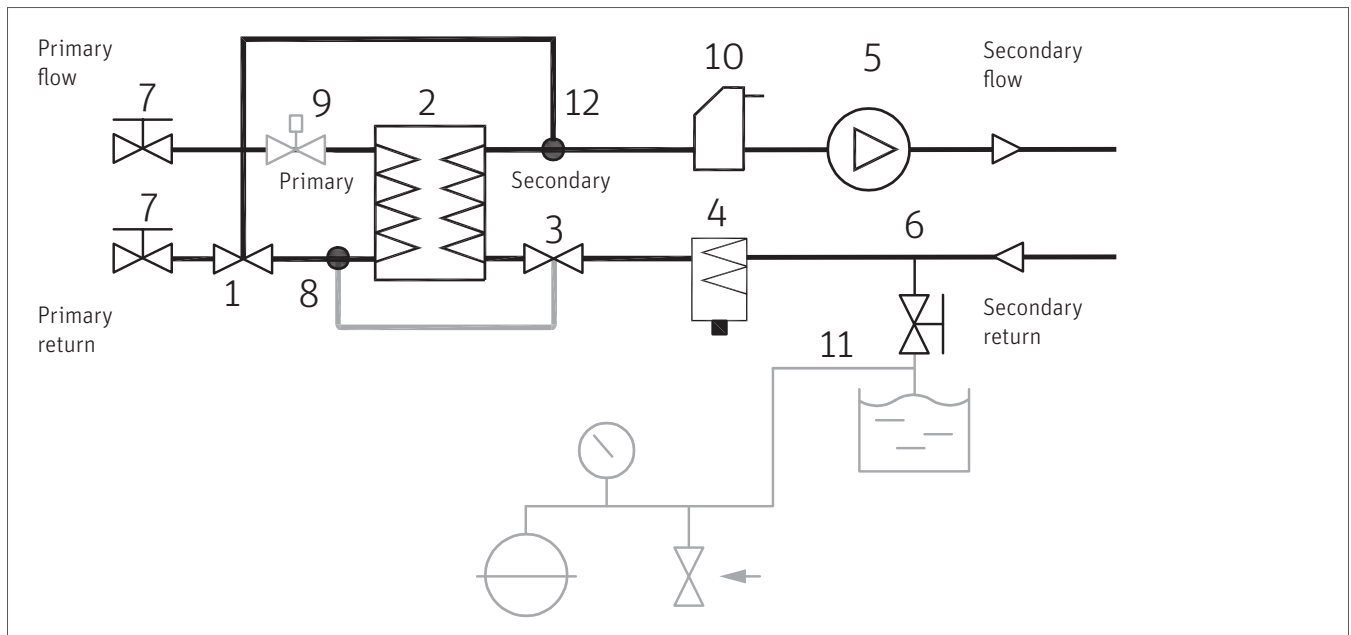 Primary
flow
7
9
2
12
10
5
Secondary
flow
Primary
Secondary
7
1
8
3
4
6
Primary
return
11
Secondary
return